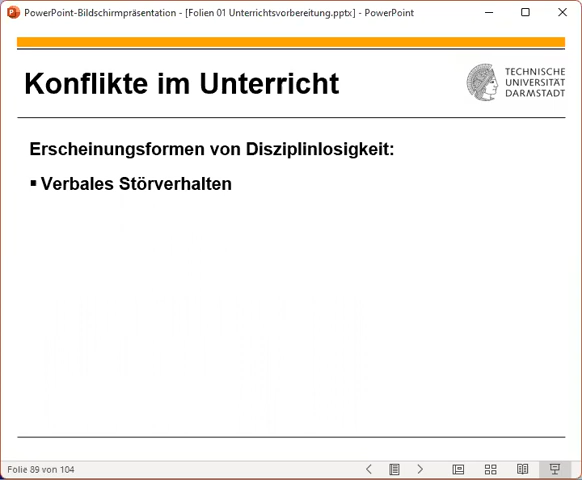 PowerPoint-Bildschirmpräsentation - [Folien 01 Unterrichtsvorbereitung.pptx] - PowerPoint
Konflikte im Unterricht
TECHNISCHE
UNIVERSITÄT
DARMSTADT
Erscheinungsformen von Disziplinlosigkeit:
▪ Verbales Störverhalten
Folie 89 von 104